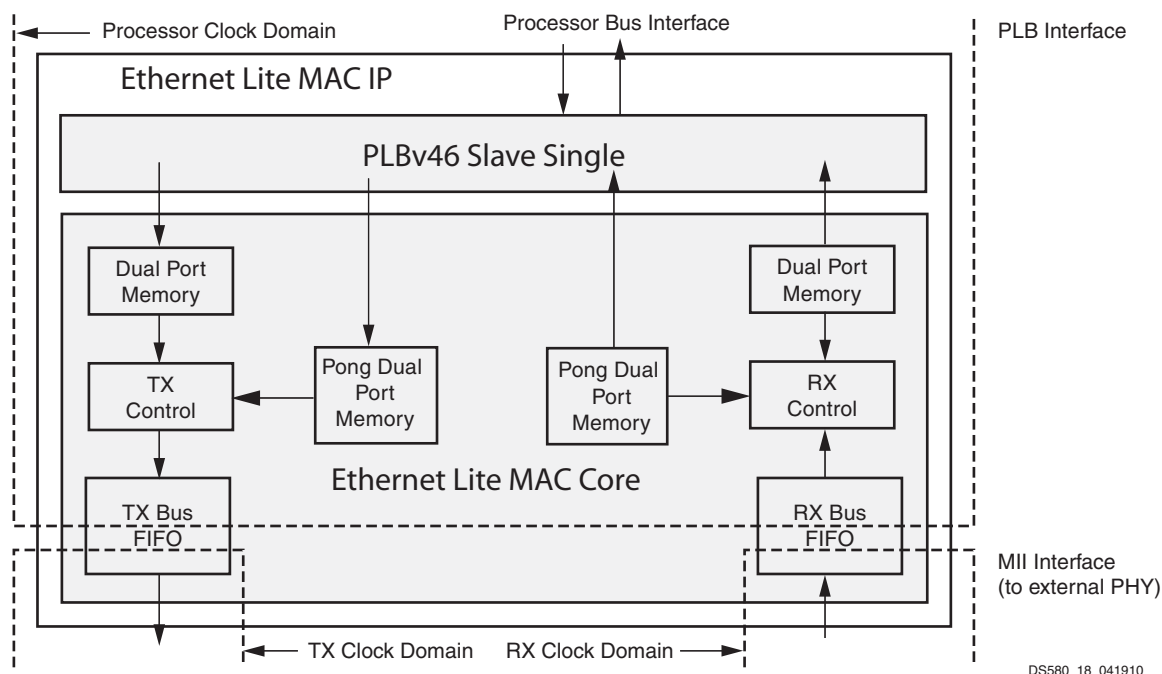 Processor Clock Domain
Processor Bus Interface
PLB Interface
Ethernet Lite MAC IP
PLBv46 Slave Single
Dual Port
Memory
Dual Port
Memory
TX
Control
Pong Dual
Port
Memory
Pong Dual
Port
Memory
RX
Control
Ethernet Lite MAC Core
TX Bus
FIFO
RX Bus
FIFO
MII Interface
(to external PHY)
TX Clock Domain
RX Clock Domain
DS580_18_041910